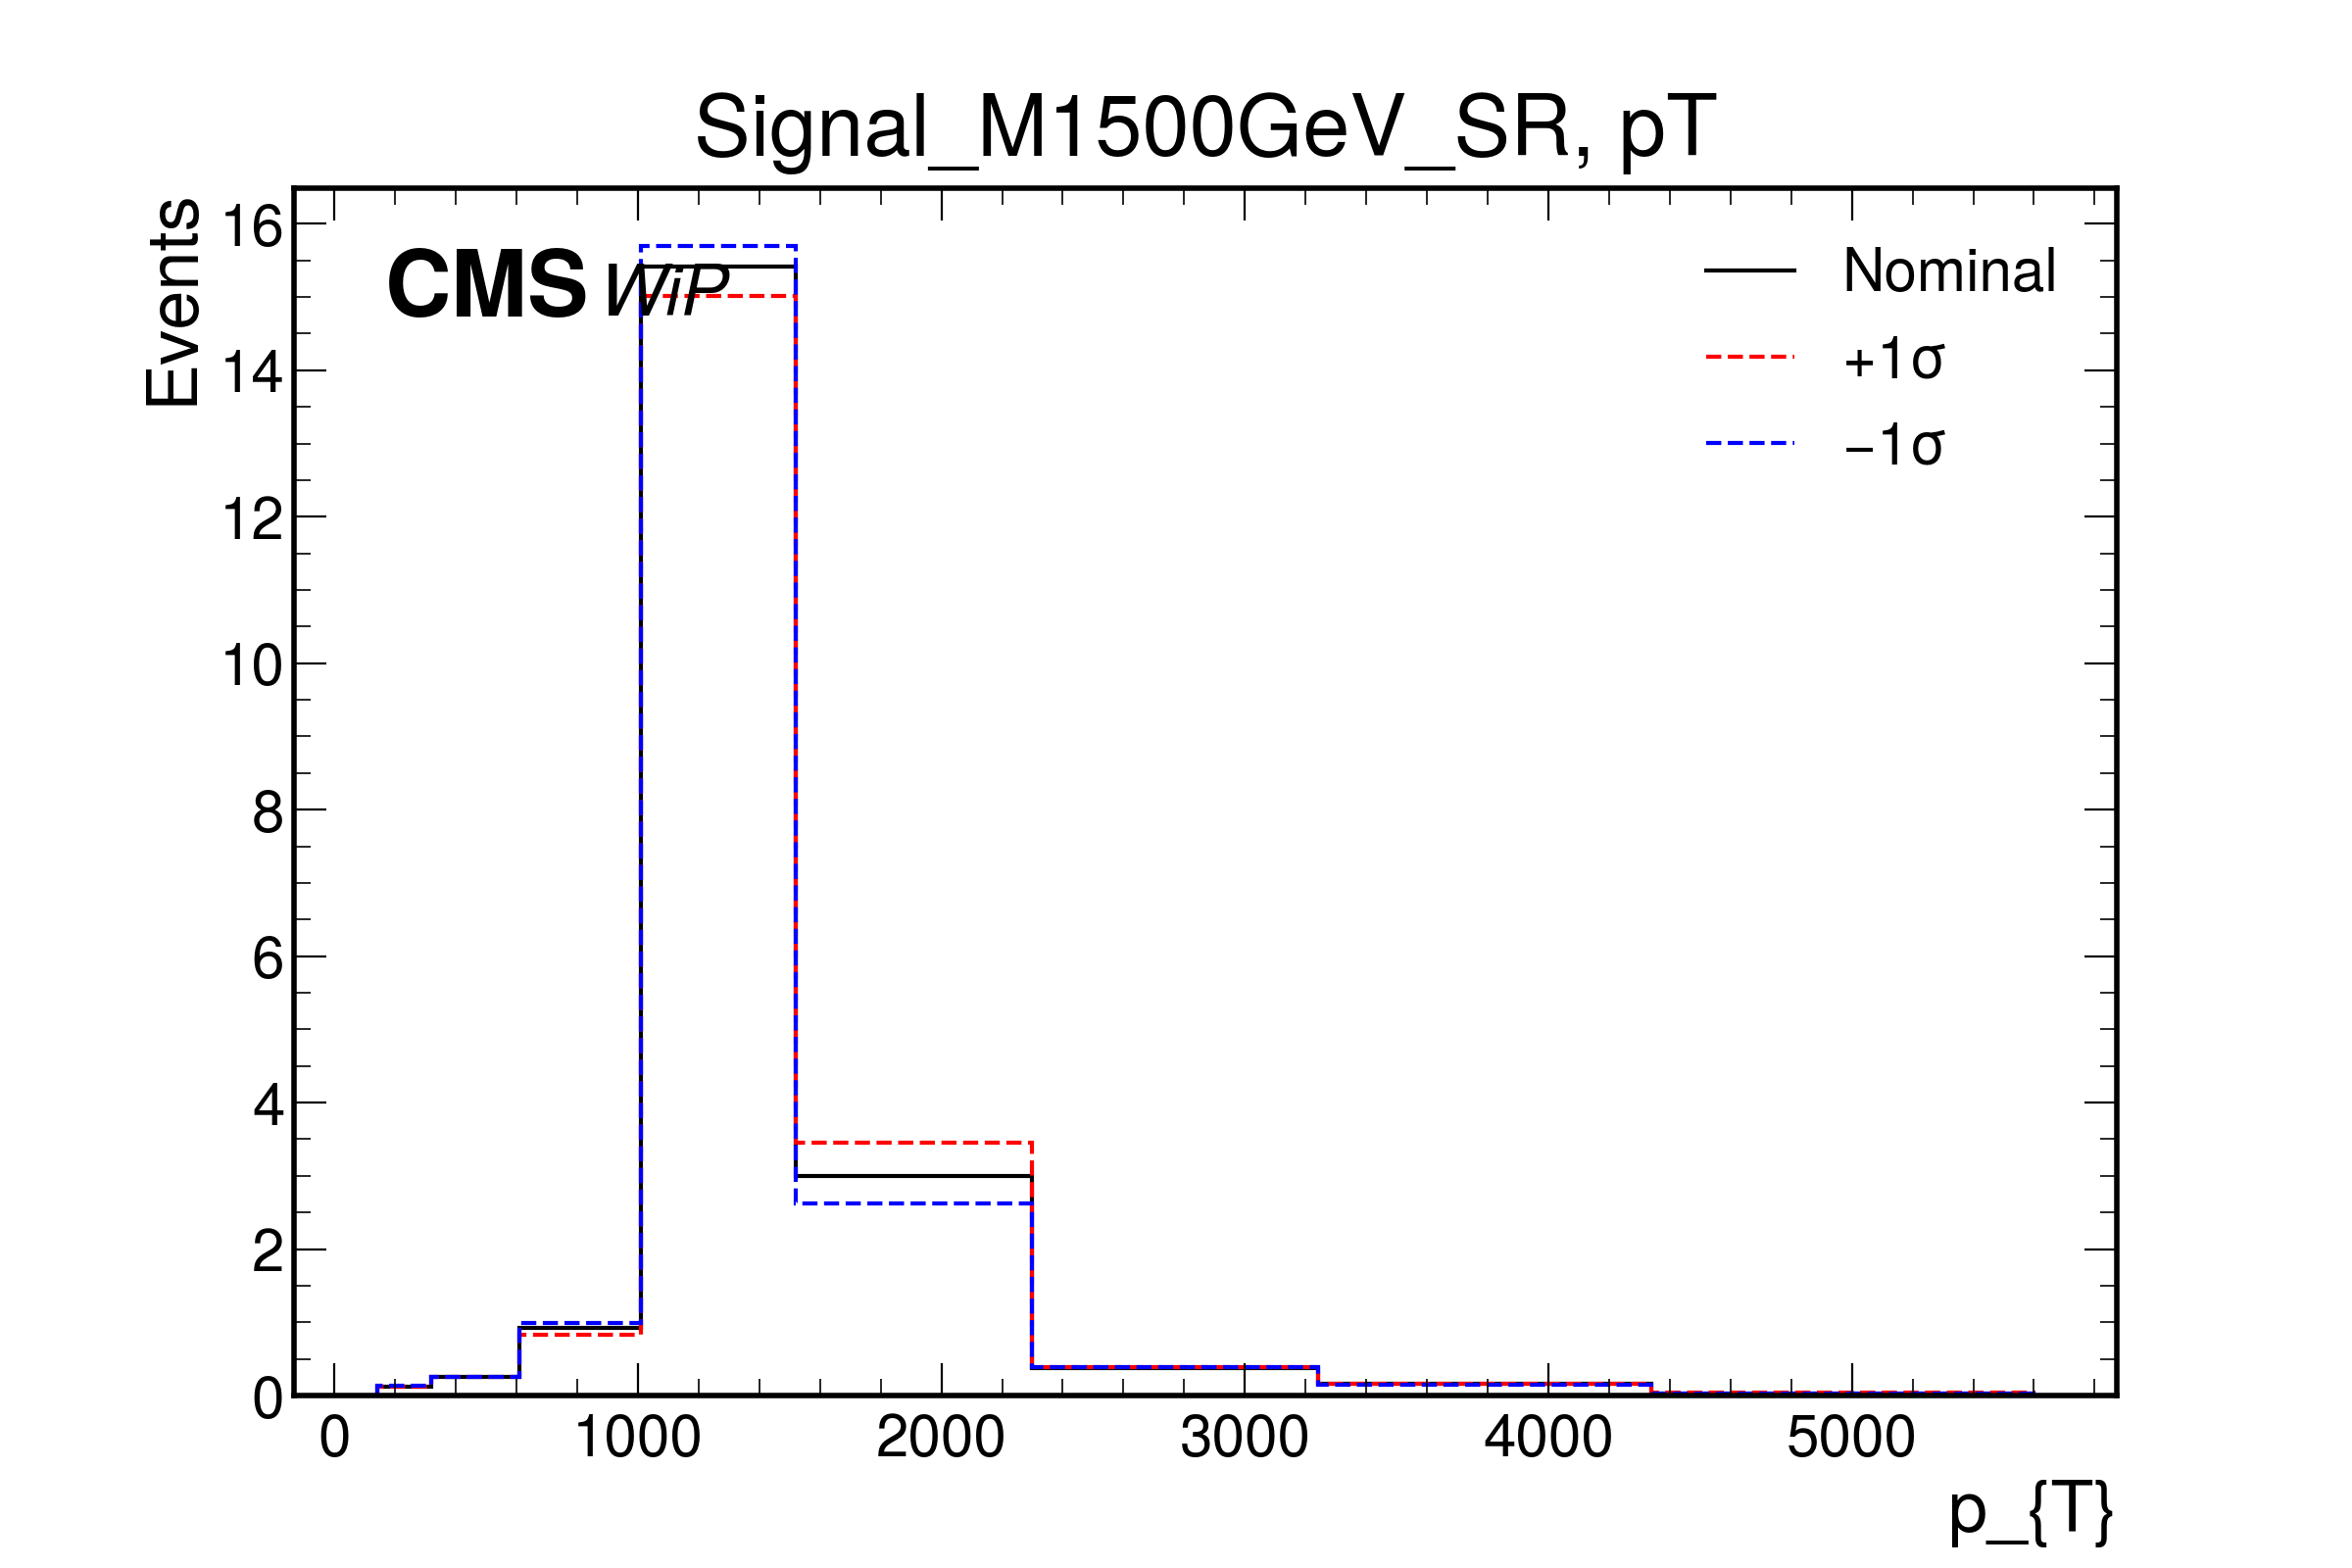 Signal_M1500GeV_SR, pT
Events
CMS WiP
Nominal
+1σ
−1σ
16
14
12
10
8
6
4
2
0
0 1000 2000 3000 4000 5000
p_{T}